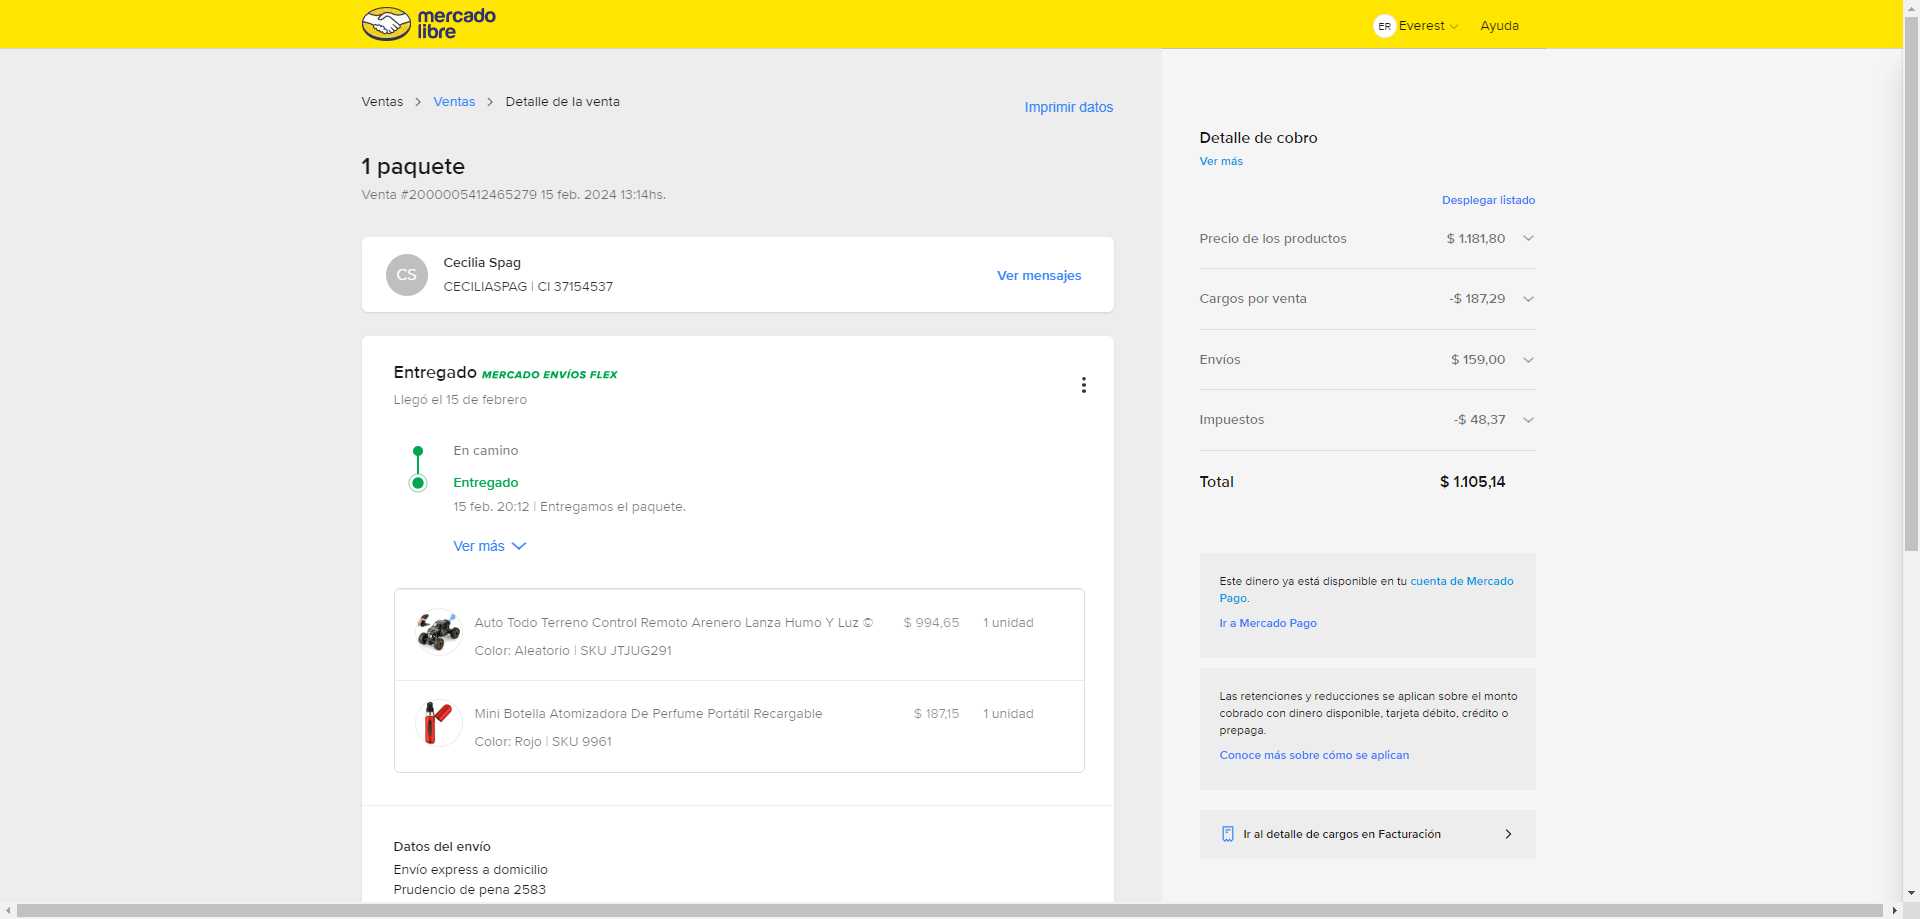 mercado
libre
ER Everest
Ayuda
Ventas > Ventas > Detalle de la venta
Imprimir datos
1 paquete
Venta #2000005412465279 15 feb. 2024 13:14hs.
CS
Cecilia Spag
CECILIASPAG | CI 37154537
Ver mensajes
Entregado MERCADO ENVÍOS FLEX
Llegó el 15 de febrero
En camino
Entregado
15 feb. 20:12 | Entregamos el paquete.
Ver más
Auto Todo Terreno Control Remoto Arenero Lanza Humo Y Luz © $ 994,65 1 unidad
Color: Aleatorio | SKU JTJUG291
Mini Botella Atomizadora De Perfume Portátil Recargable $ 187,15 1 unidad
Color: Rojo | SKU 9961
Datos del envío
Envío express a domicilio
Prudencio de pena 2583
Detalle de cobro
Ver más
Desplegar listado
Precio de los productos $ 1.181,80
Cargos por venta -$ 187,29
Envíos $ 159,00
Impuestos -$ 48,37
Total $ 1.105,14
Este dinero ya está disponible en tu cuenta de Mercado
Pago.
Ir a Mercado Pago
Las retenciones y reducciones se aplican sobre el monto
cobrado con dinero disponible, tarjeta débito, crédito o
prepaga.
Conoce más sobre cómo se aplican
Ir al detalle de cargos en Facturación